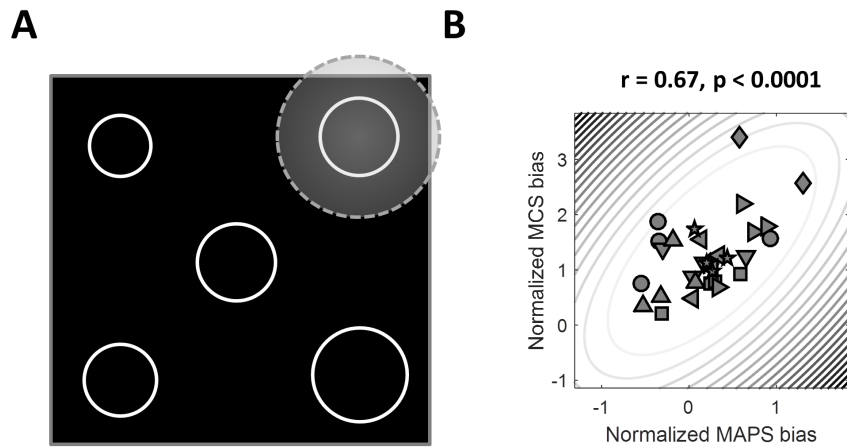 A
B
r = 0.67, p < 0.0001
Normalized MCS bias
3
2
1
0
-1
-1
0
1
Normalized MAPS bias